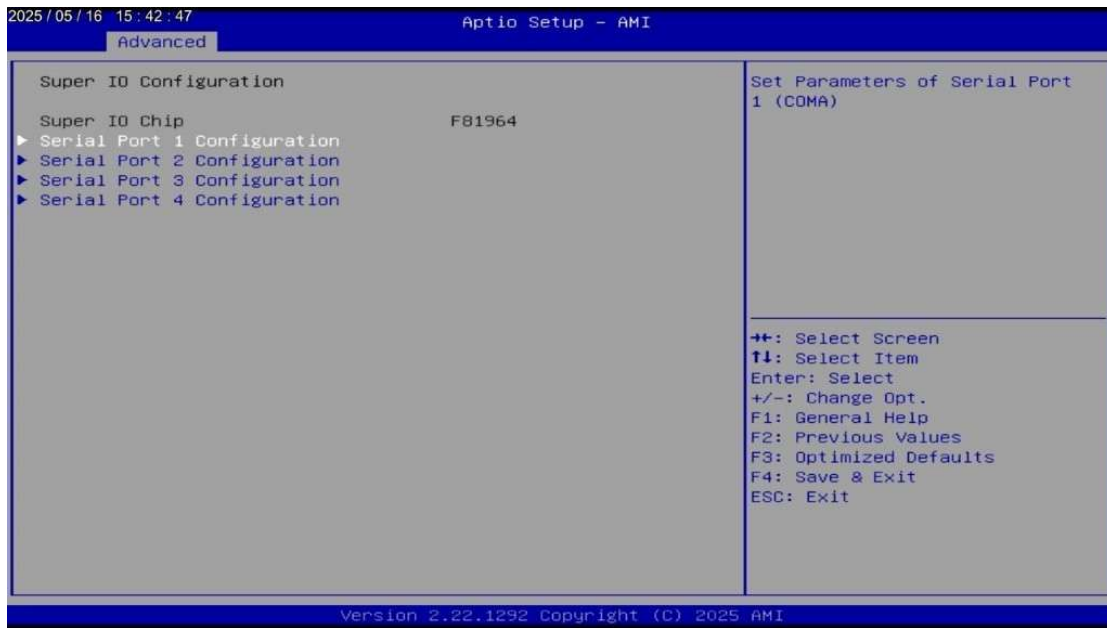 2025/05/16 15:42:47
Aptio Setup - AMI
Advanced
Super IO Configuration
Super IO Chip F81964
Serial Port 1 Configuration
Serial Port 2 Configuration
Serial Port 3 Configuration
Serial Port 4 Configuration
Set Parameters of Serial Port
1 (COMA)
→←: Select Screen
↑↓: Select Item
Enter: Select
+/-: Change Opt.
F1: General Help
F2: Previous Values
F3: Optimized Defaults
F4: Save & Exit
ESC: Exit
Version 2.22.1292 Copyright (C) 2025 AMI